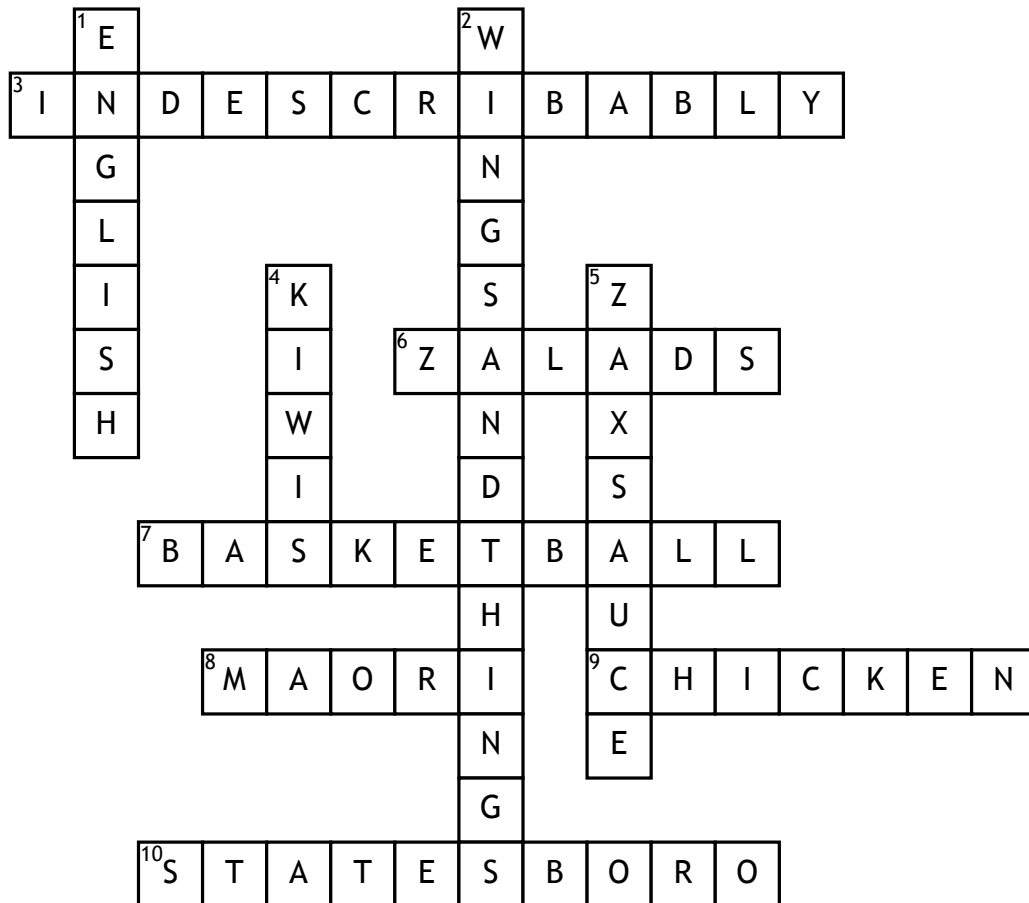 1 E 2 W
3 I N D E S C R I B A B L Y
G N
L G
I 4 K S 5 Z
S I 6 Z A L A D S
H W N X
I D S
7 B A S K E T B A L L
H U
8 M A O R I 9 C H I C K E N
N E
G
10 S T A T E S B O R O